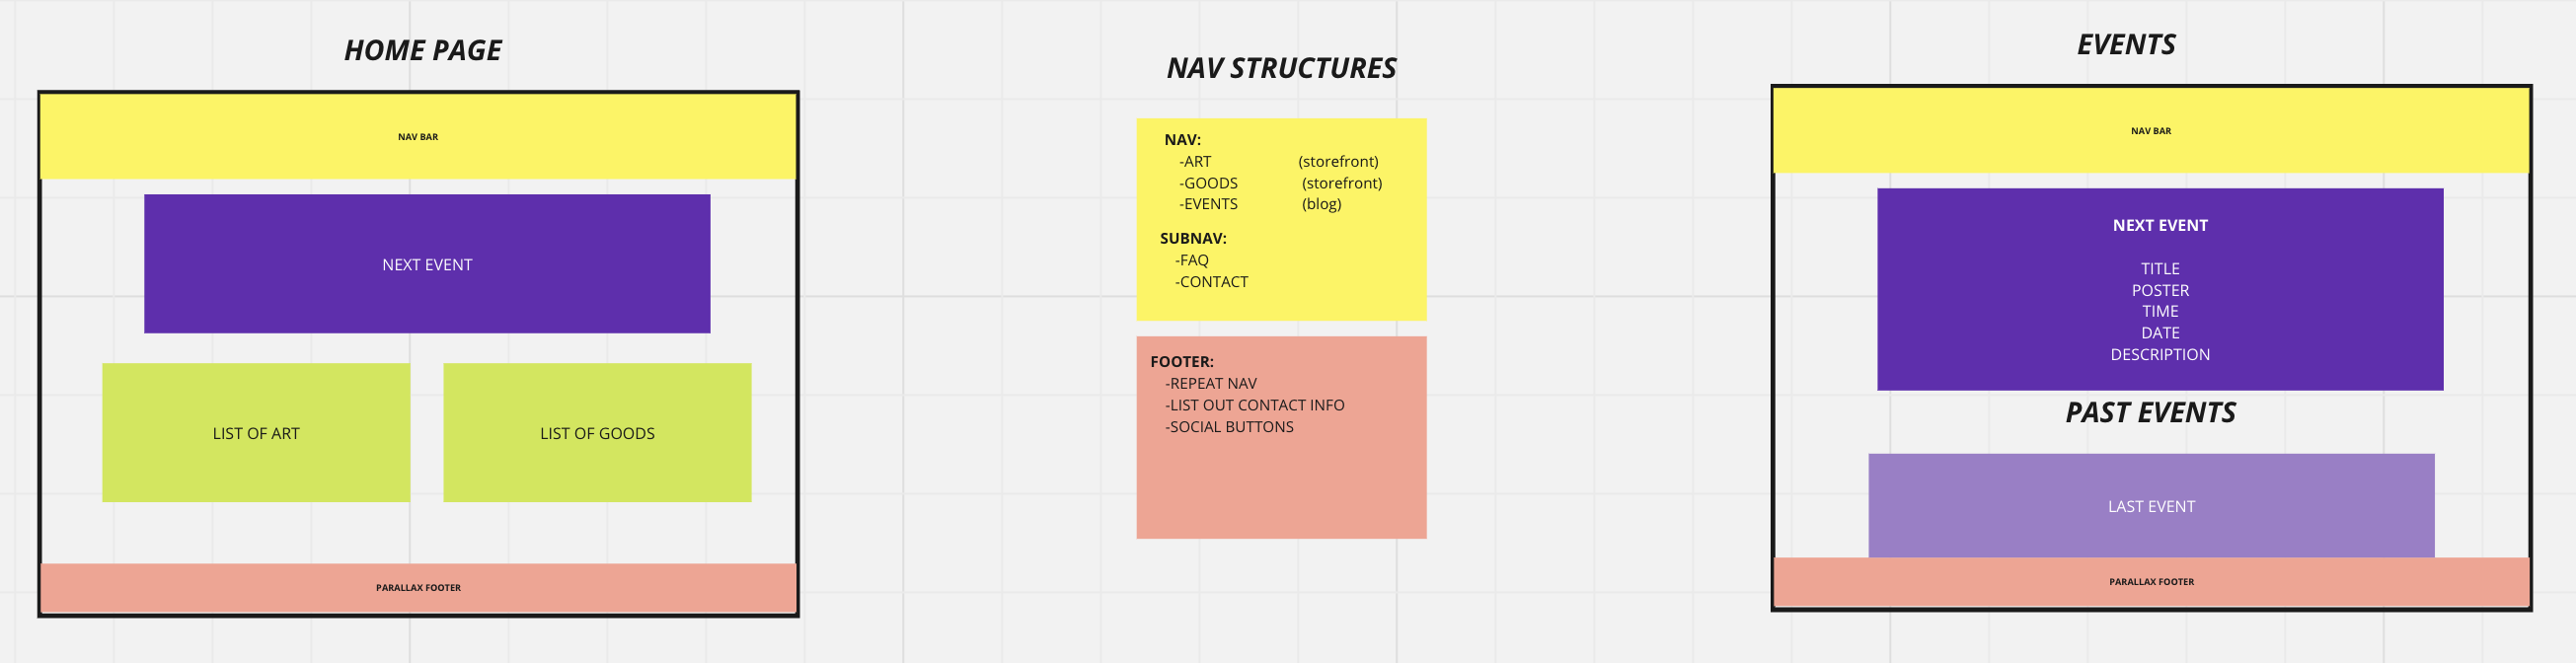 HOME PAGE
NAV BAR
NEXT EVENT
LIST OF ART
LIST OF GOODS
PARALLAX FOOTER
NAV STRUCTURES
NAV:
-ART (storefront)
-GOODS (storefront)
-EVENTS (blog)
SUBNAV:
-FAQ
-CONTACT
FOOTER:
-REPEAT NAV
-LIST OUT CONTACT INFO
-SOCIAL BUTTONS
EVENTS
NAV BAR
NEXT EVENT
TITLE
POSTER
TIME
DATE
DESCRIPTION
PAST EVENTS
LAST EVENT
PARALLAX FOOTER